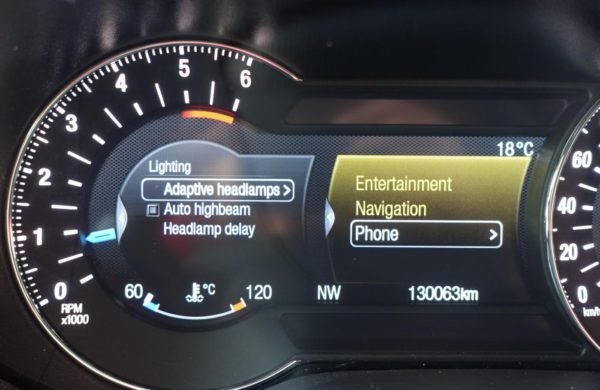 6
5
4
3
2
1
0
RPM
x1000
Lighting
Adaptive headlamps >
Auto highbeam
Headlamp delay
60 °C 120
18°C
Entertainment
Navigation
Phone >
NW 130063km
60
40
20
0
km/h